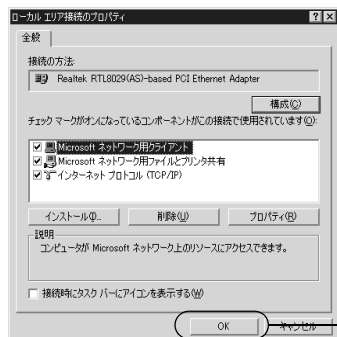 ローカル エリア接続のプロパティ
全般
接続の方法:
Realtek RTL8029(AS)-based PCI Ethernet Adapter
構成(C)
チェック マークがオンになっているコンポーネントがこの接続で使用されています(O):
Microsoft ネットワーク用クライアント
Microsoft ネットワーク用ファイルとプリンタ共有
インターネット プロトコル (TCP/IP)
インストール(I)... 削除(U) プロパティ(R)
説明
コンピュータが Microsoft ネットワーク上のリソースにアクセスできます。
接続時にタスク バーにアイコンを表示する(W)
OK キャンセル